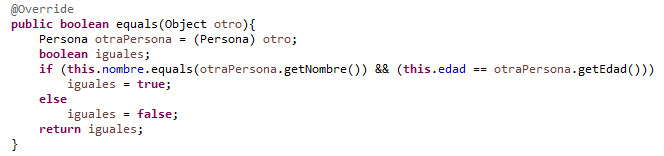 @Override
public boolean equals(Object otro){
    Persona otraPersona = (Persona) otro;
    boolean iguales;
    if (this.nombre.equals(otraPersona.getNombre()) && (this.edad == otraPersona.getEdad()))
        iguales = true;
    else
        iguales = false;
    return iguales;
}